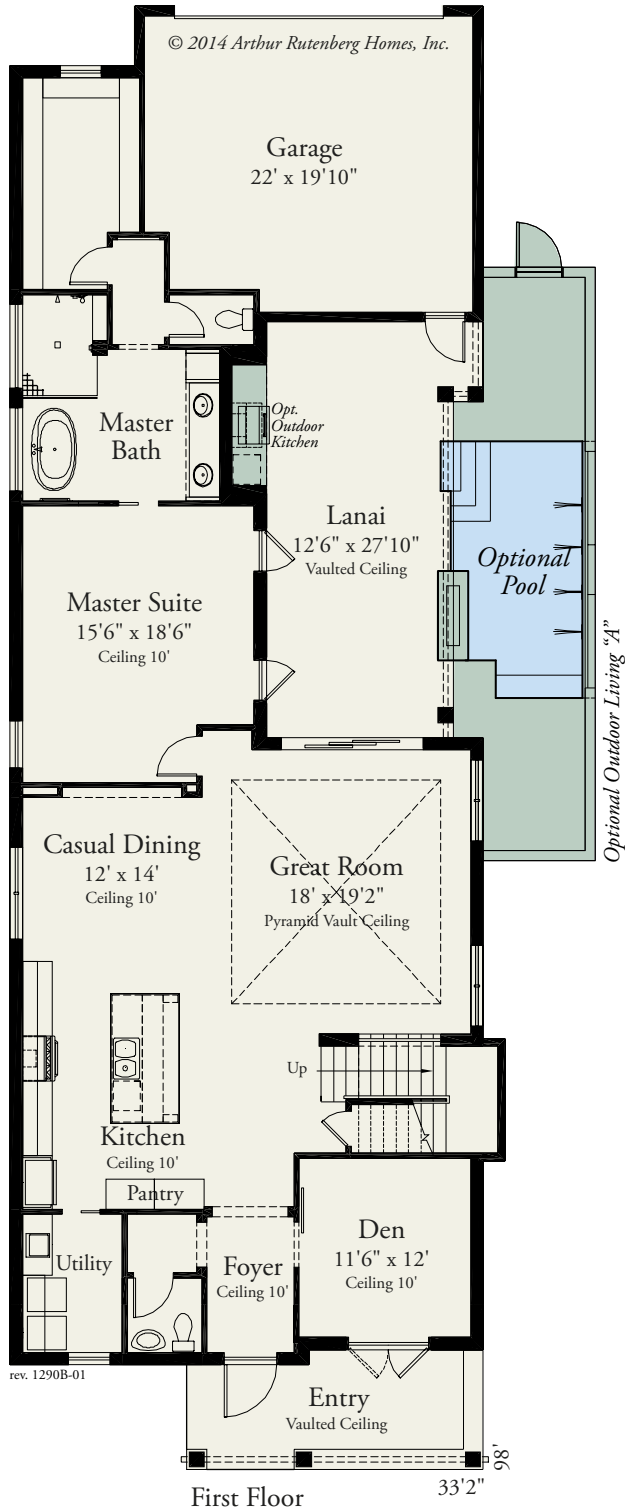 © 2014 Arthur Rutenberg Homes, Inc.
Garage
22' x 19'10"
Opt.
Outdoor
Kitchen
Master
Bath
Lanai
12'6" x 27'10"
Vaulted Ceiling
Optional
Pool
Optional Outdoor Living “A”
Master Suite
15'6" x 18'6"
Ceiling 10'
Casual Dining
12' x 14'
Ceiling 10'
Great Room
18' x 19'2"
Pyramid Vault Ceiling
Up
Kitchen
Ceiling 10'
Pantry
Utility
Foyer
Ceiling 10'
Den
11'6" x 12'
Ceiling 10'
rev. 1290B-01
Entry
Vaulted Ceiling
98'
33'2"
First Floor